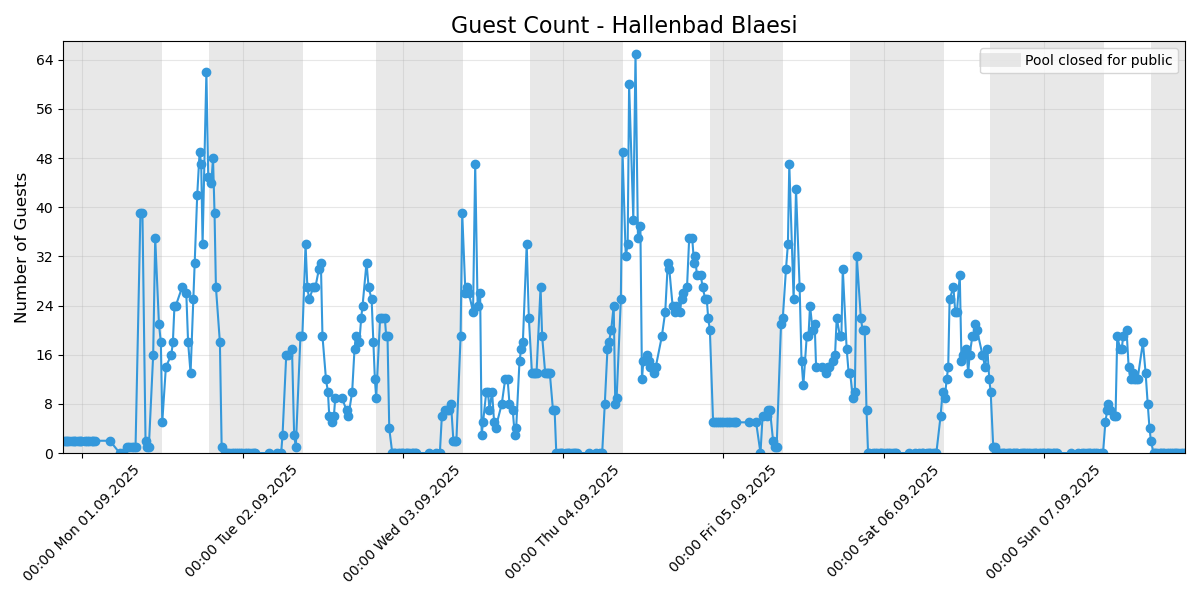 Guest Count - Hallenbad Blaesi
Pool closed for public
Number of Guests
64
56
48
40
32
24
16
8
0
00:00 Mon 01.09.2025
00:00 Tue 02.09.2025
00:00 Wed 03.09.2025
00:00 Thu 04.09.2025
00:00 Fri 05.09.2025
00:00 Sat 06.09.2025
00:00 Sun 07.09.2025